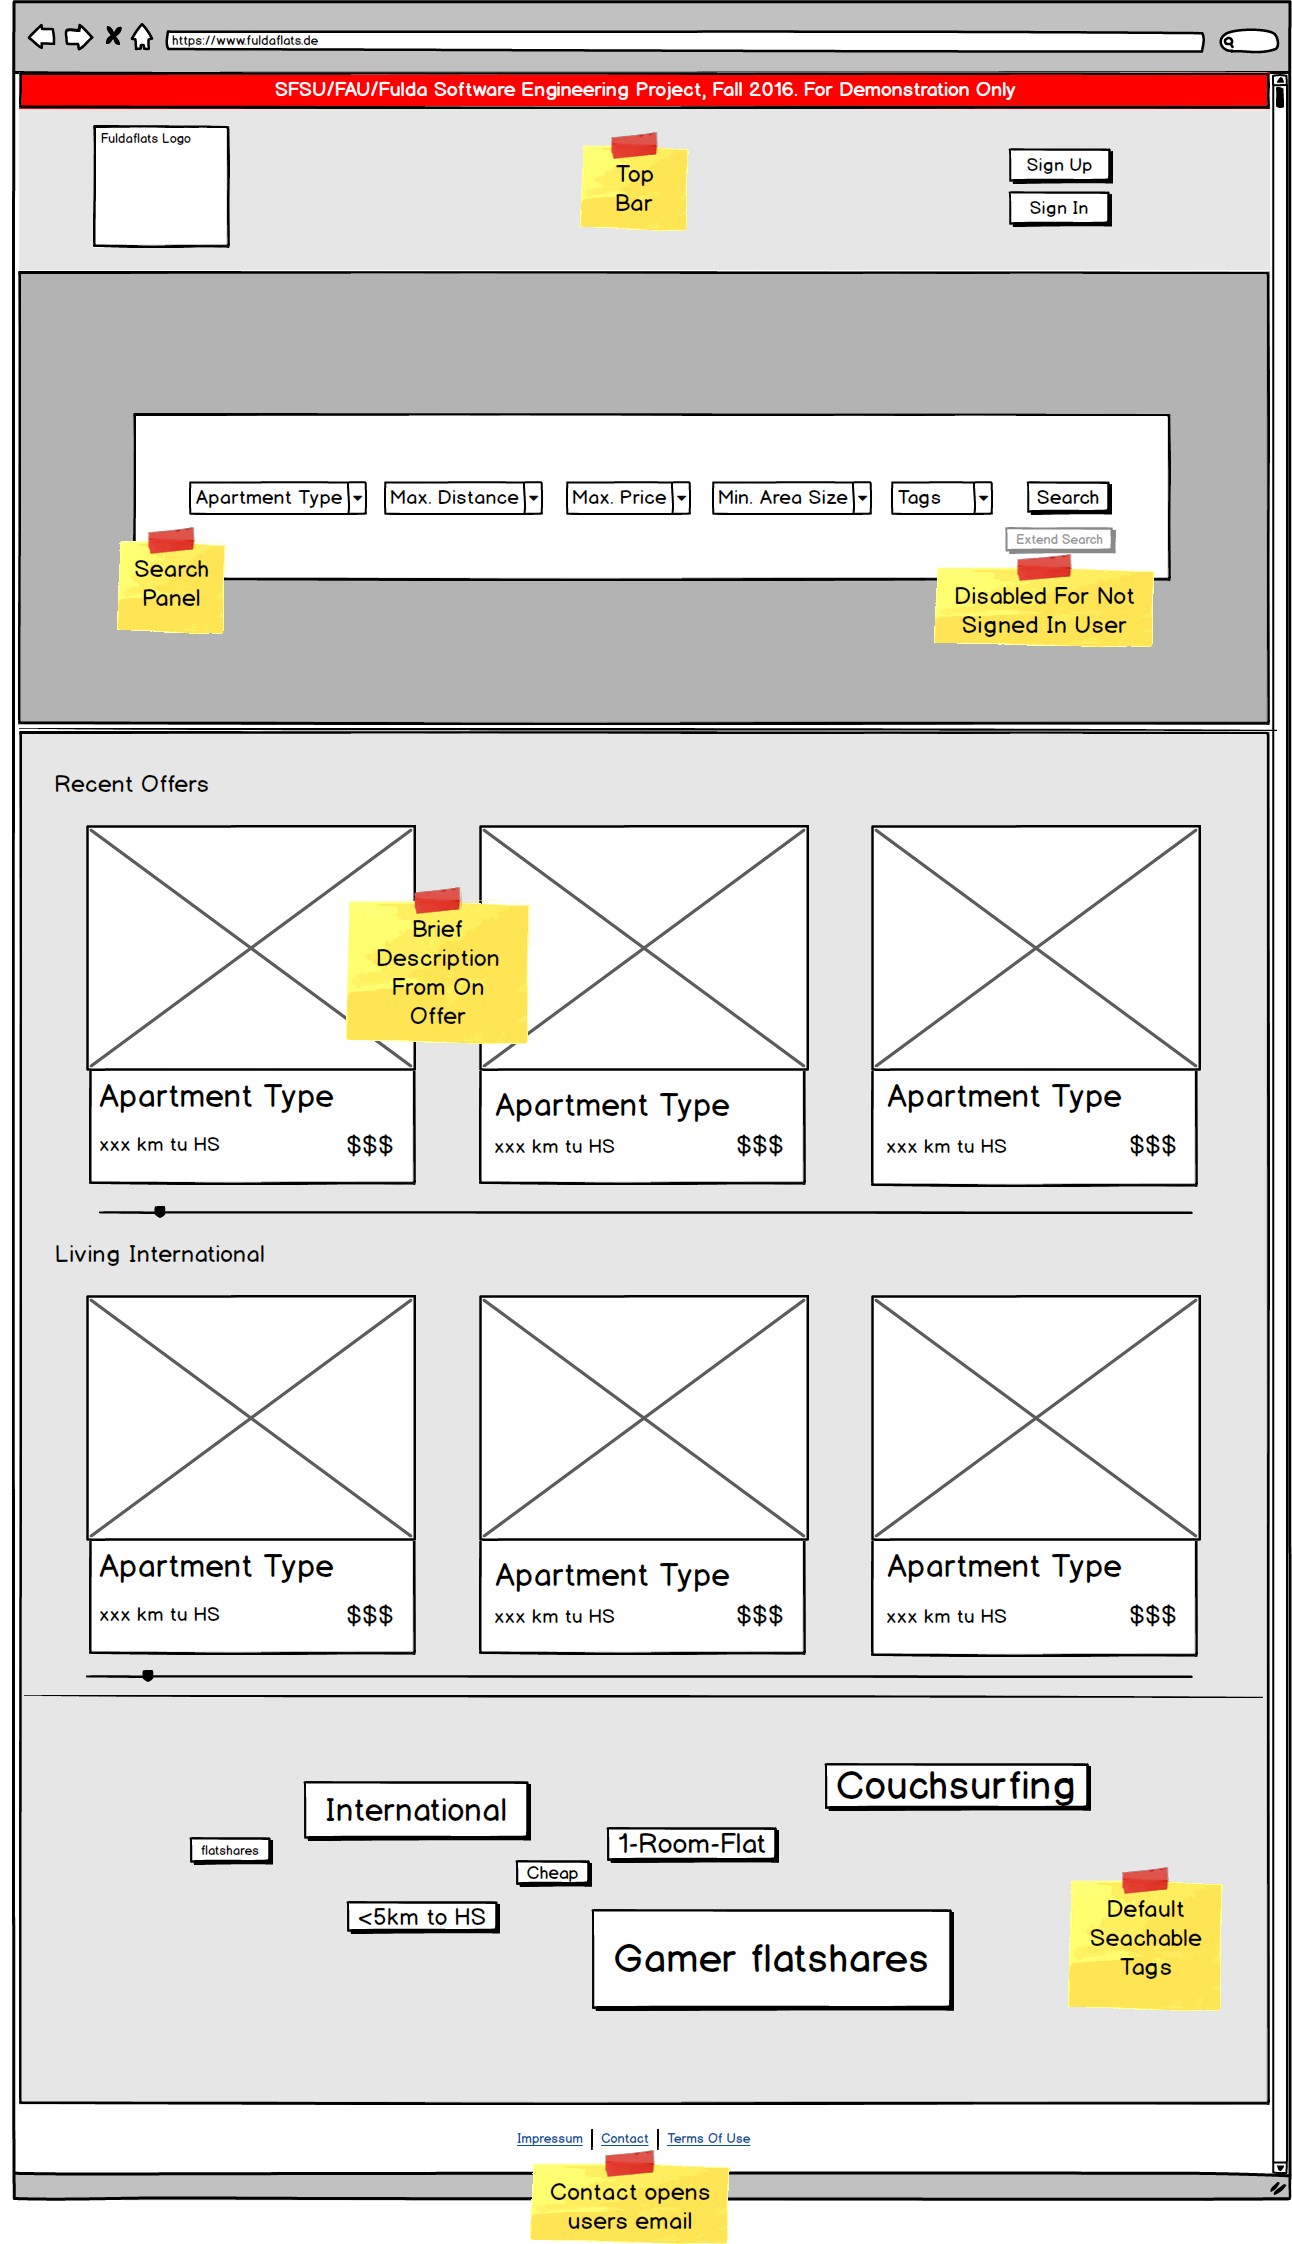 https://www.fuldaflats.de
SFSU/FAU/Fulda Software Engineering Project, Fall 2016. For Demonstration Only
Fuldaflats Logo
Top
Bar
Sign Up
Sign In
Apartment Type
Max. Distance
Max. Price
Min. Area Size
Tags
Search
Extend Search
Search
Panel
Disabled For Not
Signed In User
Recent Offers
Brief
Description
From On
Offer
Apartment Type
xxx km tu HS
$$$
Apartment Type
xxx km tu HS
$$$
Apartment Type
xxx km tu HS
$$$
Living International
Apartment Type
xxx km tu HS
$$$
Apartment Type
xxx km tu HS
$$$
Apartment Type
xxx km tu HS
$$$
Couchsurfing
International
1-Room-Flat
flatshares
Cheap
<5km to HS
Gamer flatshares
Default
Seachable
Tags
Impressum
Contact
Terms Of Use
Contact opens
users email